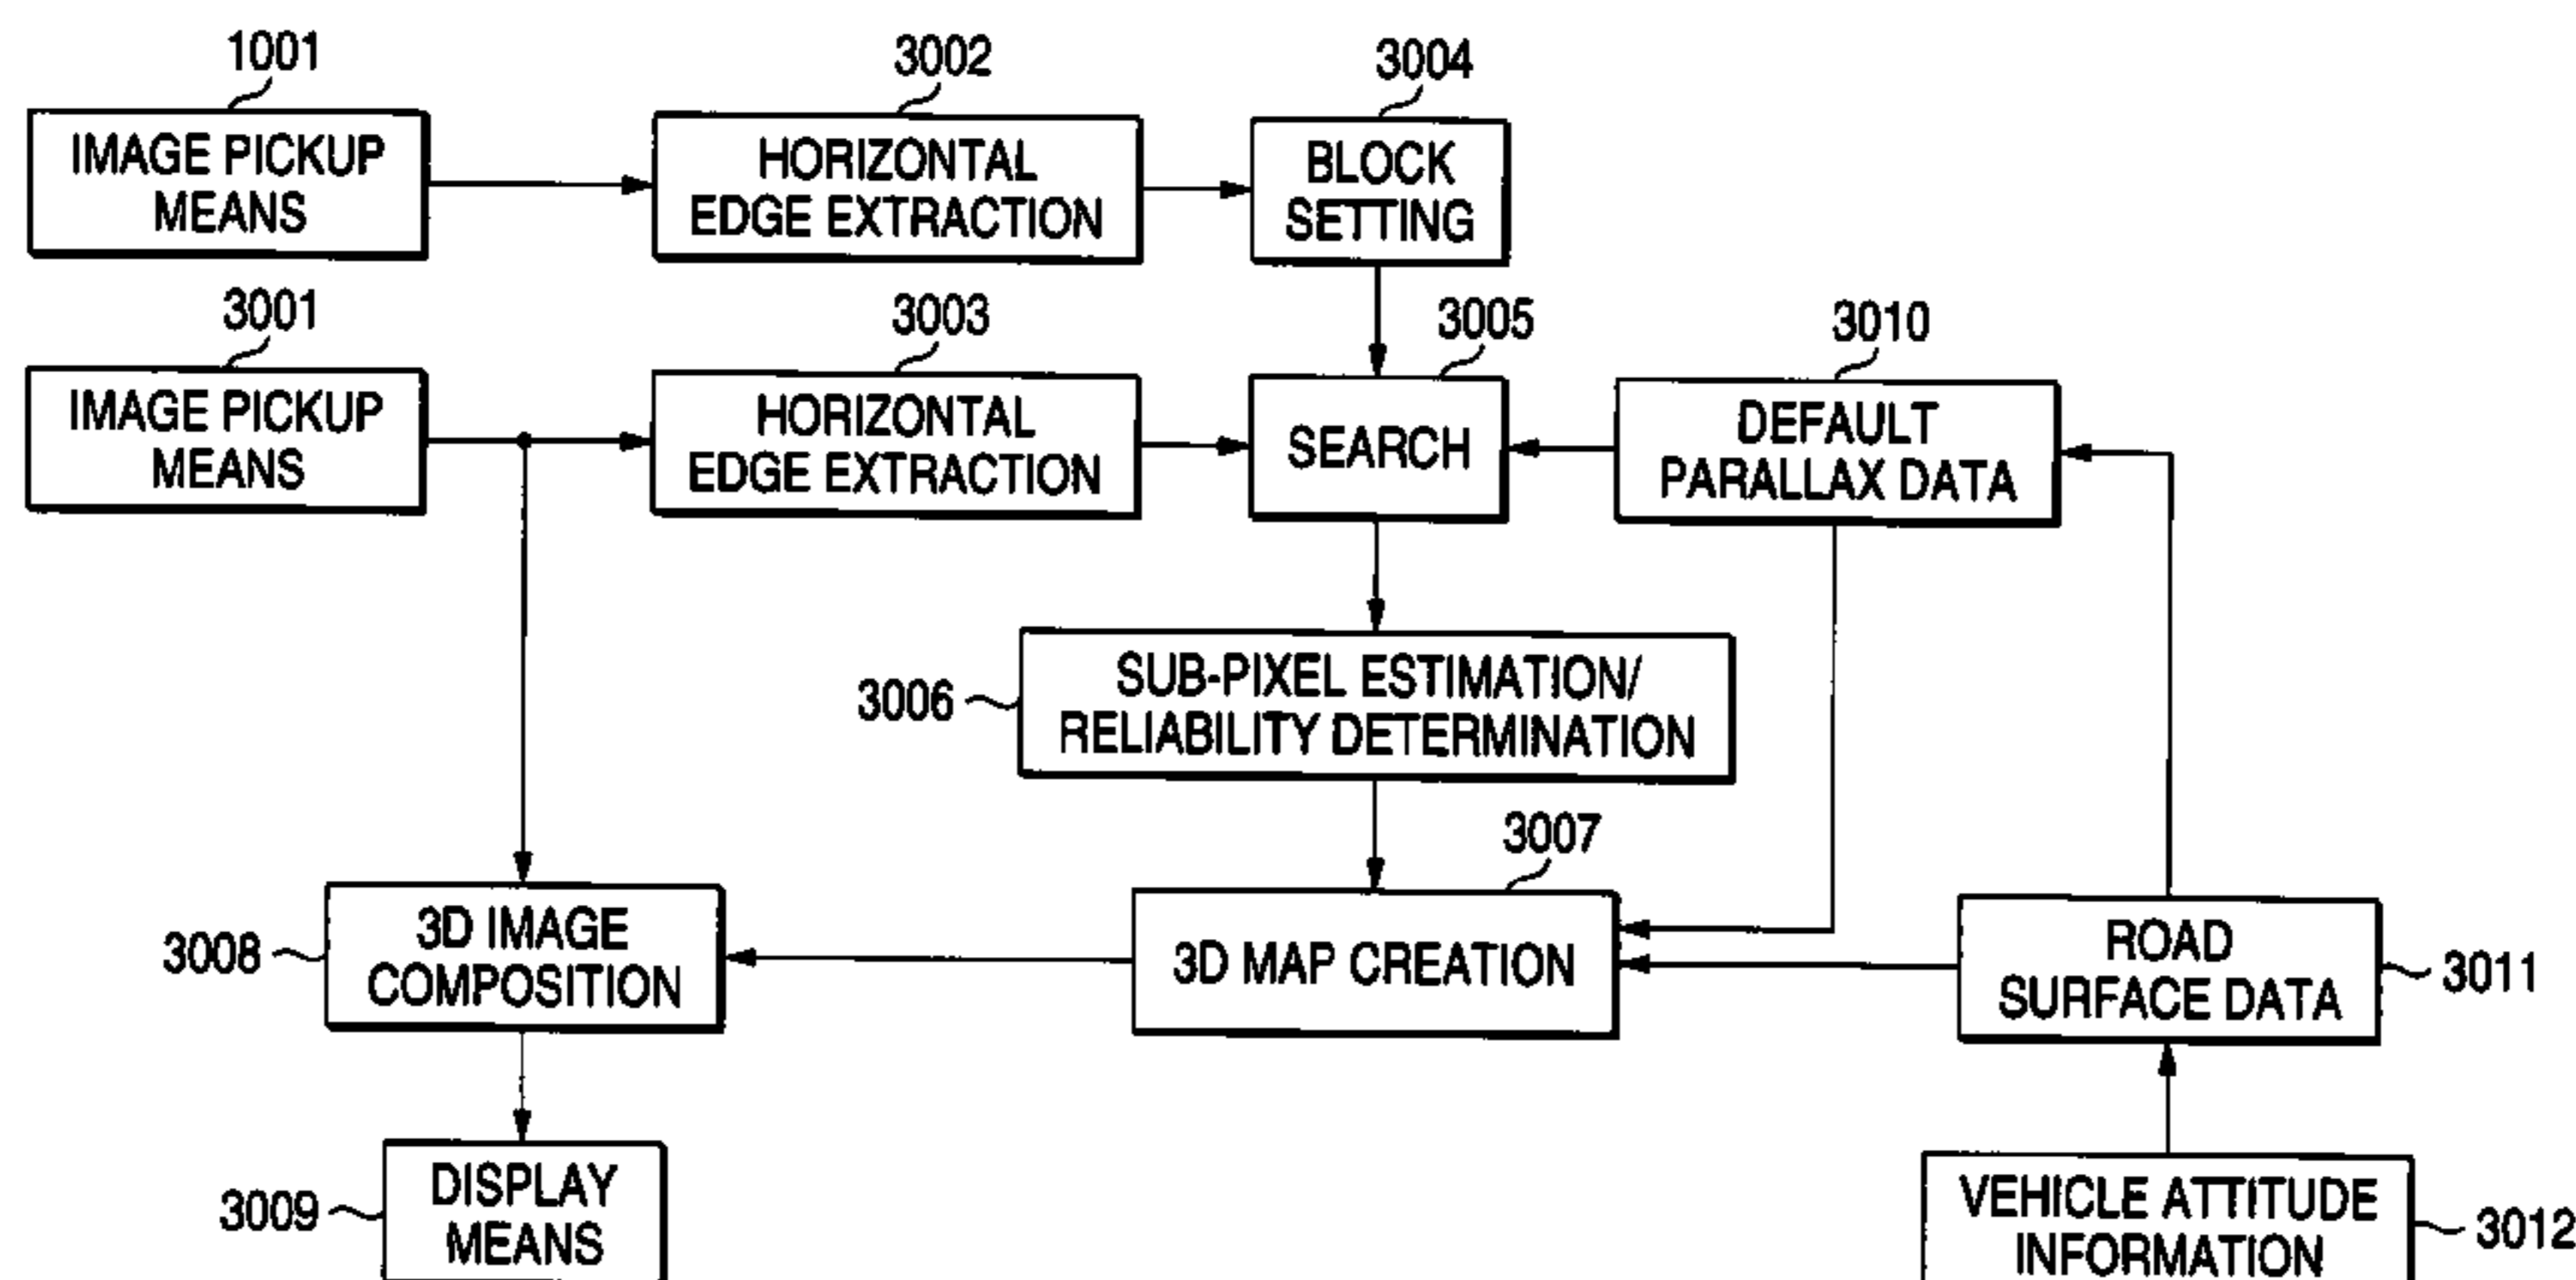 1001
3002
3004
IMAGE PICKUP
MEANS
HORIZONTAL
EDGE EXTRACTION
BLOCK
SETTING
3001
3003
3005
3010
IMAGE PICKUP
MEANS
HORIZONTAL
EDGE EXTRACTION
SEARCH
DEFAULT
PARALLAX DATA
3006
SUB-PIXEL ESTIMATION/
RELIABILITY DETERMINATION
3007
3008
3D IMAGE
COMPOSITION
3D MAP CREATION
ROAD
SURFACE DATA
3011
3009
DISPLAY
MEANS
VEHICLE ATTITUDE
INFORMATION
3012